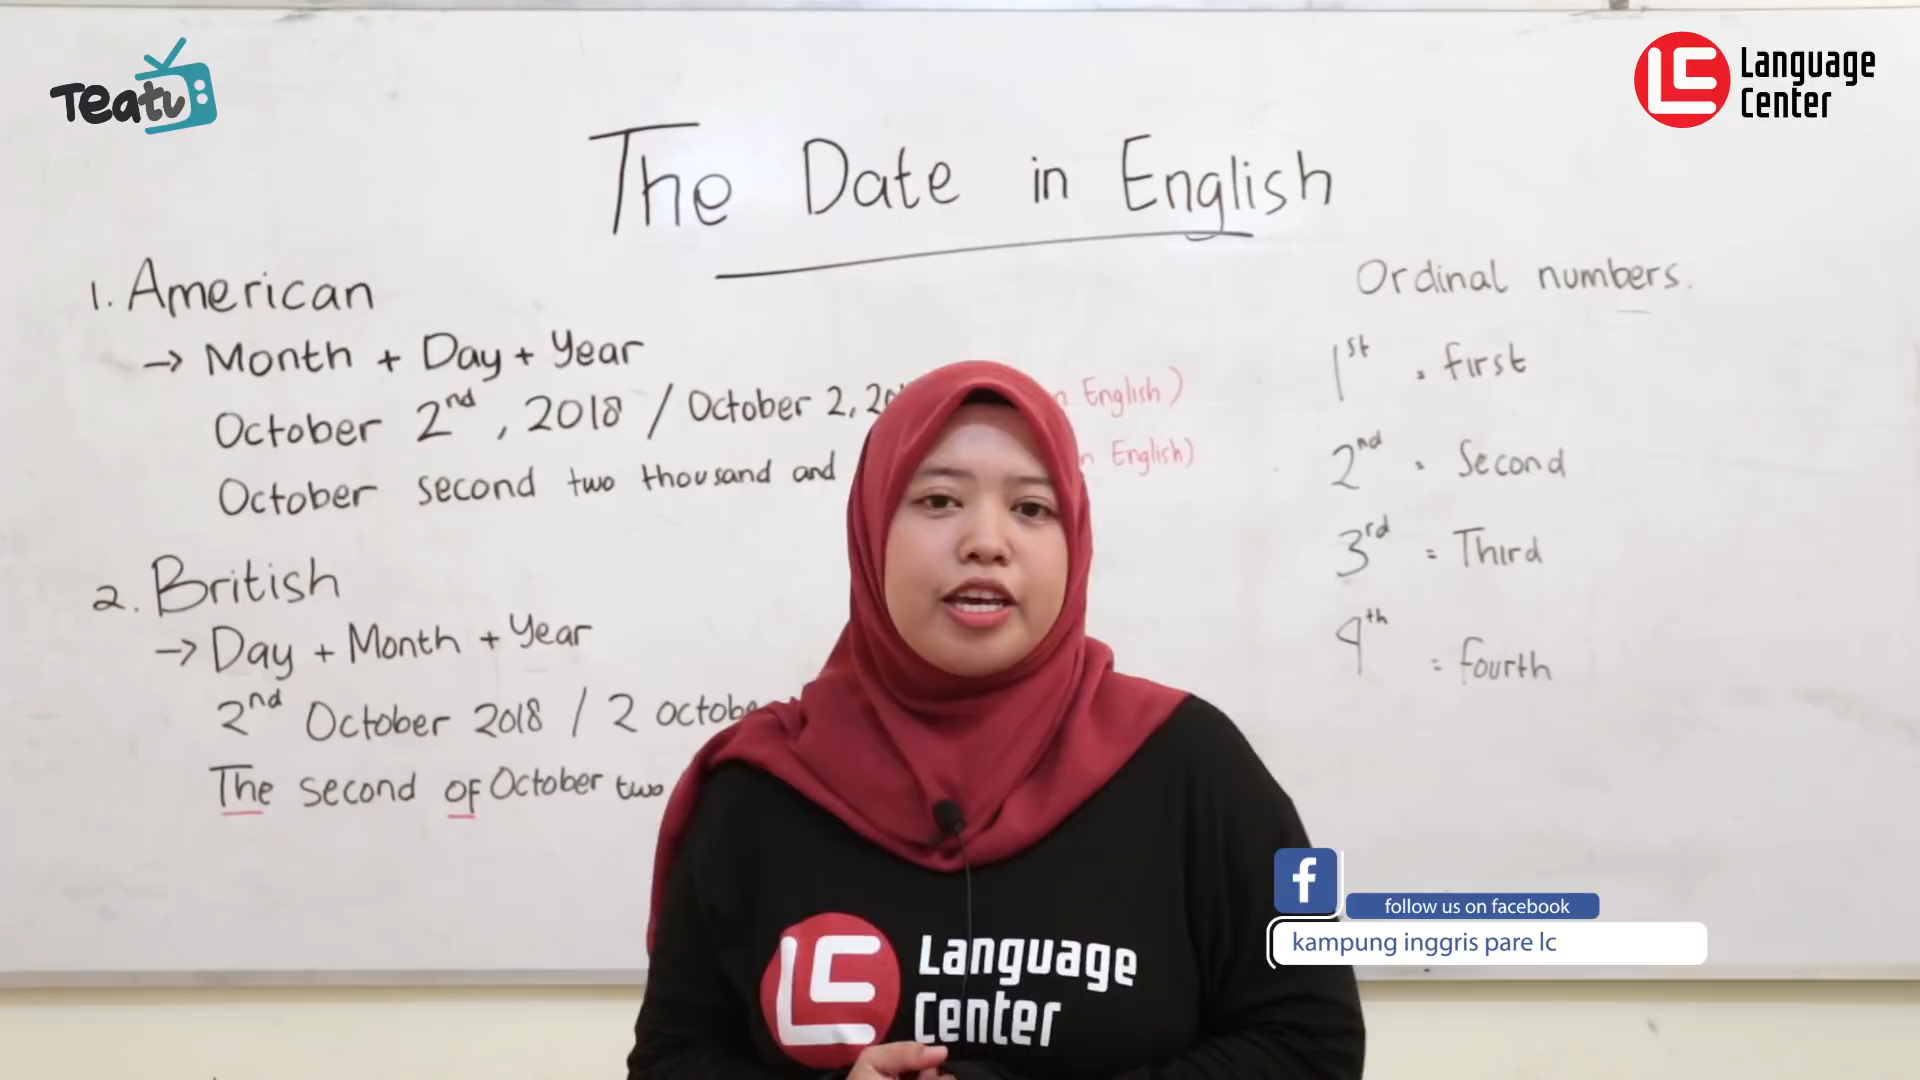 Teatv
Language
Center
The Date in English
1. American
→ Month + Day + Year
October 2nd, 2018 / October 2, 20
English)
October second two thousand and
English)
2. British
→ Day + Month + Year
2nd October 2018 / 2 octobe
The second of October two
Ordinal numbers.
1st = first
2nd = Second
3rd = Third
4th = fourth
follow us on facebook
kampung inggris pare lc
Language
Center